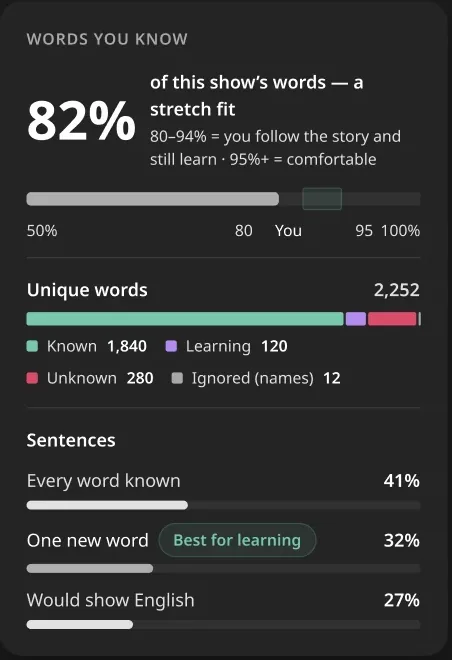 WORDS YOU KNOW
82%
of this show’s words — a
stretch fit
80–94% = you follow the story and
still learn · 95%+ = comfortable
50% 80 You 95 100%
Unique words 2,252
Known 1,840 Learning 120
Unknown 280 Ignored (names) 12
Sentences
Every word known 41%
One new word Best for learning 32%
Would show English 27%